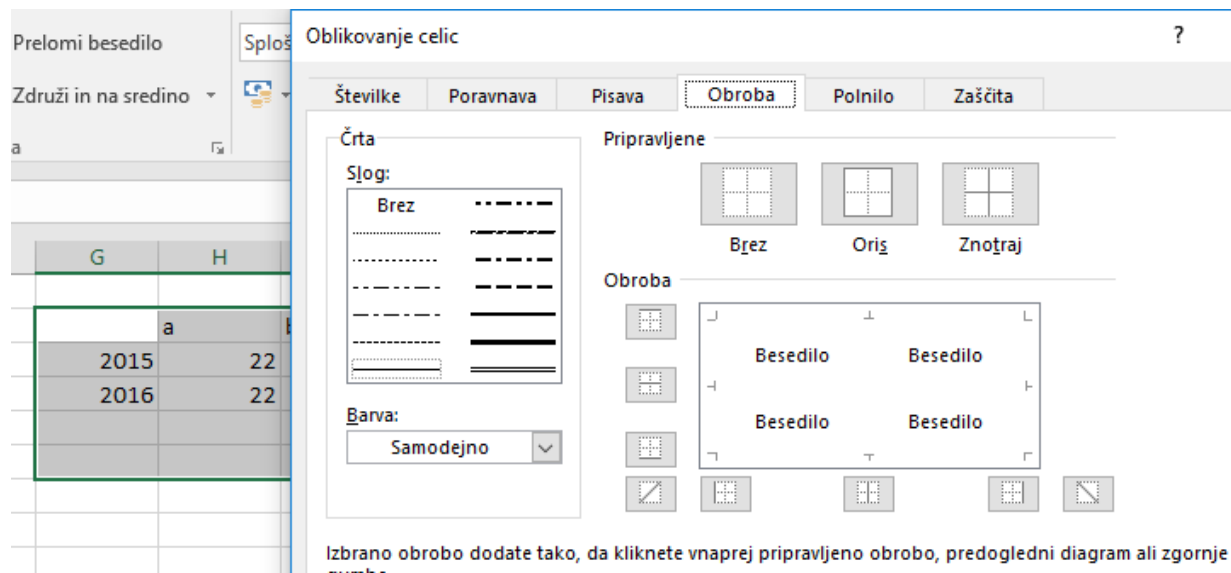 Prelomi besedilo
Sploš
Združi in na sredino
a
G H
a
2015 22
2016 22
Oblikovanje celic ?
Številke Poravnava Pisava Obroba Polnilo Zaščita
Črta
Slog:
Brez
Barva:
Samodejno
Pripravljene
Brez Oris Znotraj
Obroba
Besedilo Besedilo
Besedilo Besedilo
Izbrano obrobo dodate tako, da kliknete vnaprej pripravljeno obrobo, predogledni diagram ali zgornje